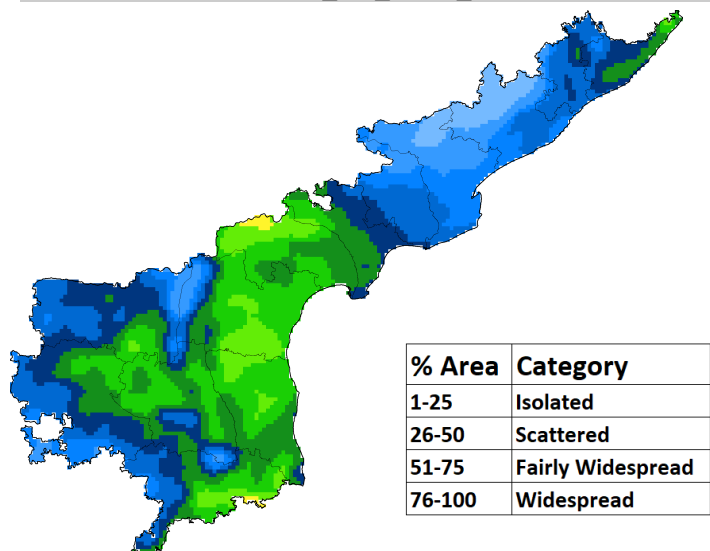 % Area Category
1-25 Isolated
26-50 Scattered
51-75 Fairly Widespread
76-100 Widespread